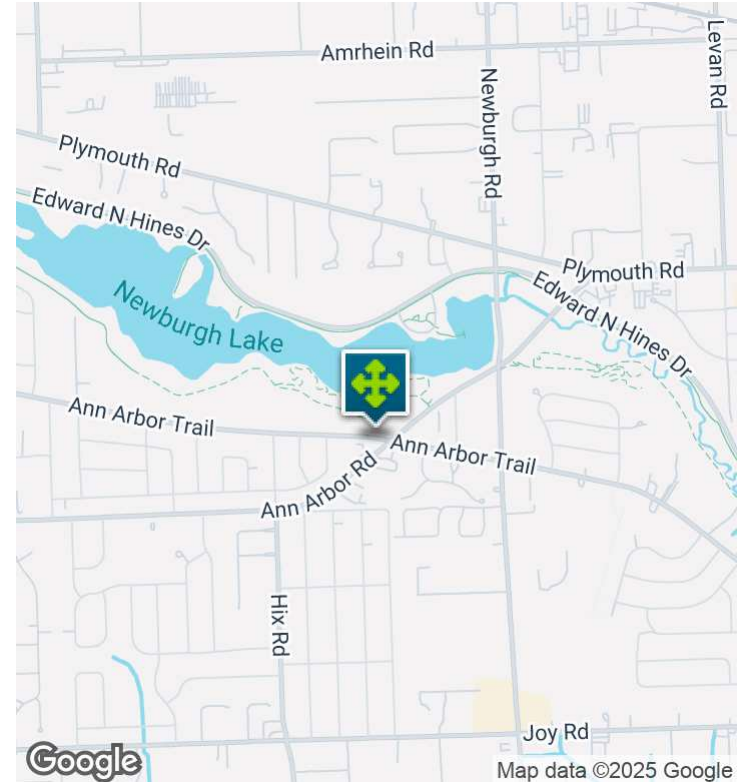 Amrhein Rd
Levan Rd
Newburgh Rd
Plymouth Rd
Edward N Hines Dr
Plymouth Rd
Newburgh Lake
Edward N Hines Dr
Ann Arbor Trail
Ann Arbor Trail
Ann Arbor Rd
Hix Rd
Joy Rd
Google
Map data ©2025 Google